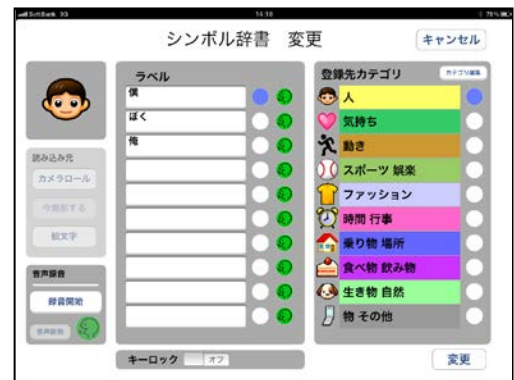 SoftBank 3G
14:19
79%
シンボル辞書 変更
キャンセル
読み込み元
カメラロール
今撮影する
絵文字
音声録音
録音開始
音声解除
ラベル
僕
ぼく
俺
キーロック
オフ
登録先カテゴリ
カテゴリ編集
人
気持ち
動き
スポーツ 娯楽
ファッション
時間 行事
乗り物 場所
食べ物 飲み物
生き物 自然
物 その他
変更